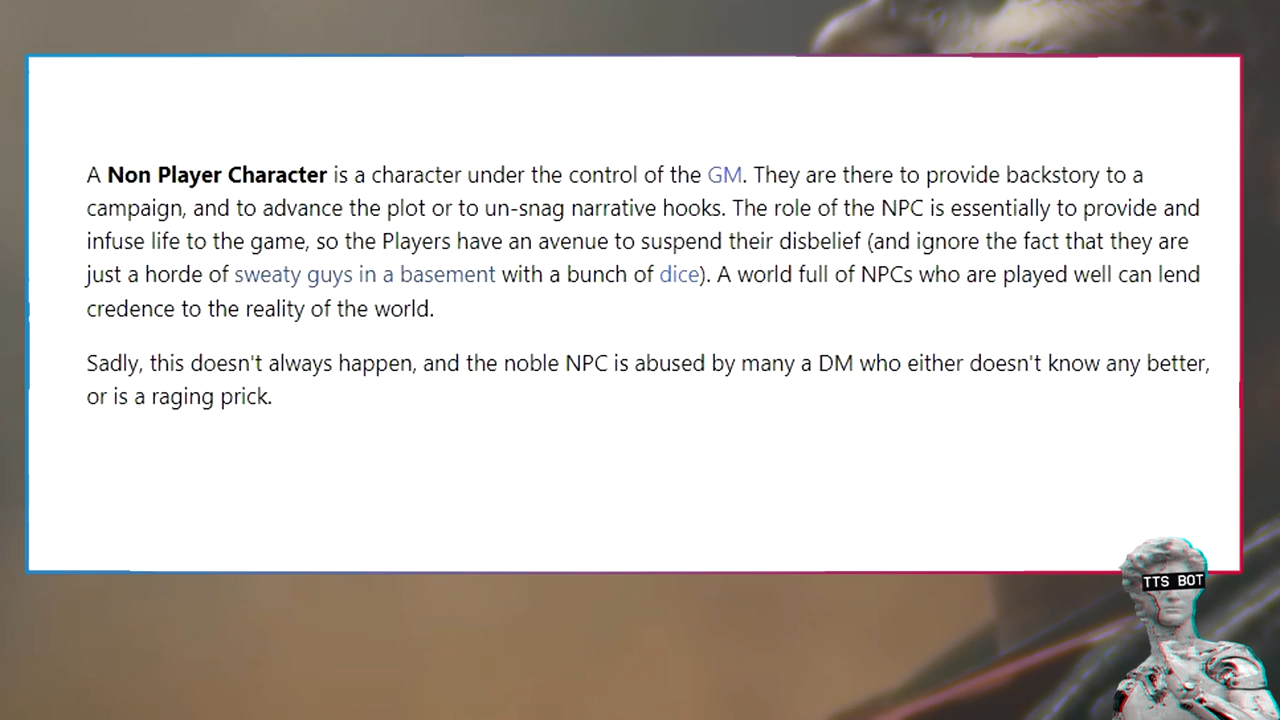 A Non Player Character is a character under the control of the GM. They are there to provide backstory to a
campaign, and to advance the plot or to un-snag narrative hooks. The role of the NPC is essentially to provide and
infuse life to the game, so the Players have an avenue to suspend their disbelief (and ignore the fact that they are
just a horde of sweaty guys in a basement with a bunch of dice). A world full of NPCs who are played well can lend
credence to the reality of the world.
Sadly, this doesn't always happen, and the noble NPC is abused by many a DM who either doesn't know any better,
or is a raging prick.
TTS BOT